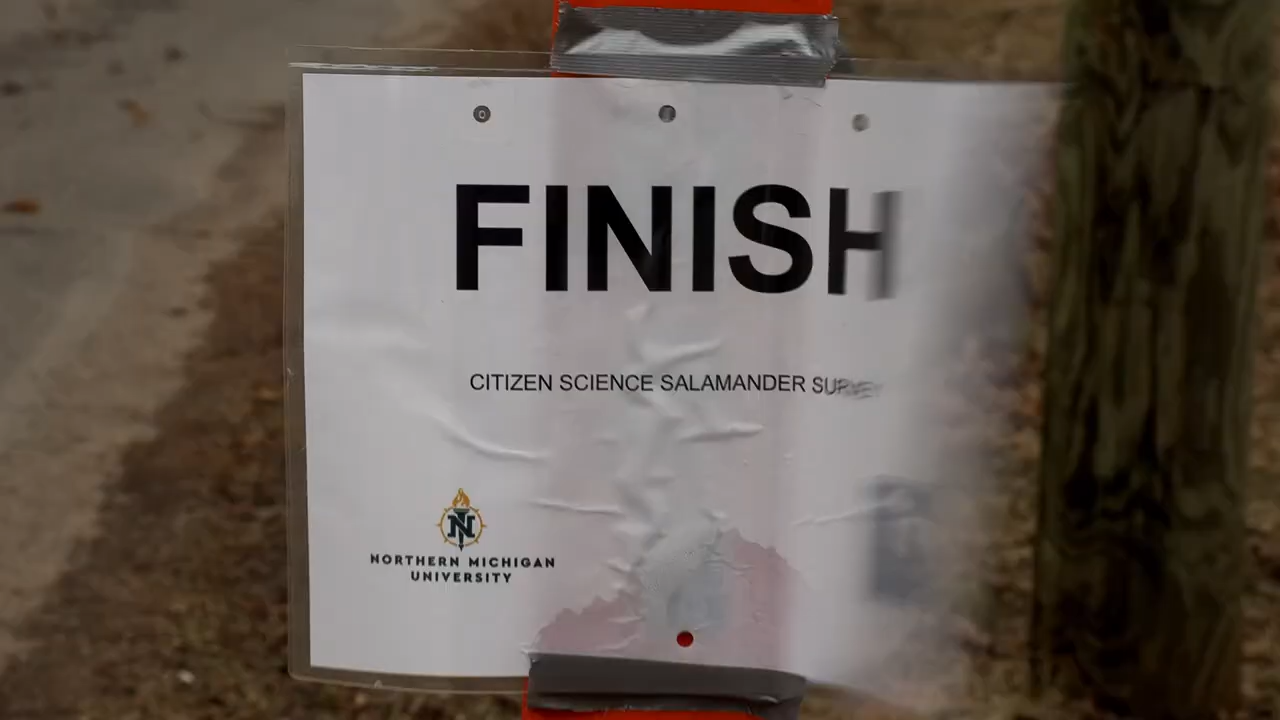 FINISH
CITIZEN SCIENCE SALAMANDER SURVEY
N
NORTHERN MICHIGAN
UNIVERSITY